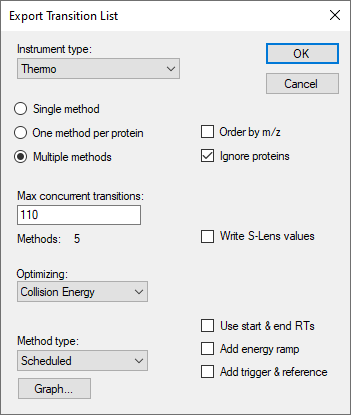 Export Transition List
Instrument type:
Thermo
OK
Cancel
Single method
One method per protein
Order by m/z
Multiple methods
Ignore proteins
Max concurrent transitions:
110
Methods: 5
Write S-Lens values
Optimizing:
Collision Energy
Use start & end RTs
Method type:
Add energy ramp
Scheduled
Add trigger & reference
Graph...